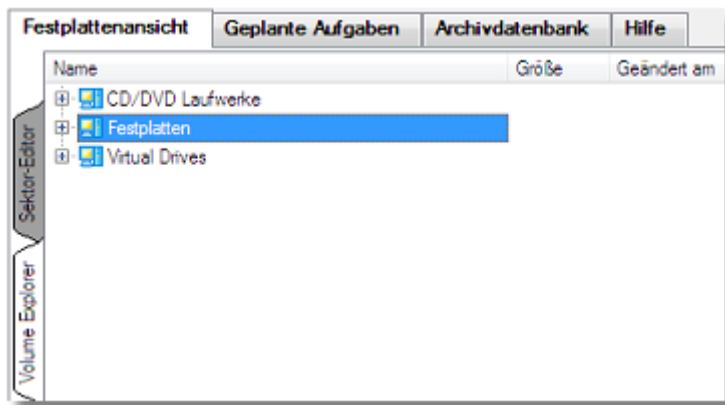 Festplattenansicht Geplante Aufgaben Archivdatenbank Hilfe
Name Größe Geändert am
CD/DVD Laufwerke
Festplatten
Virtual Drives
Sektor-Editor
Volume Explorer